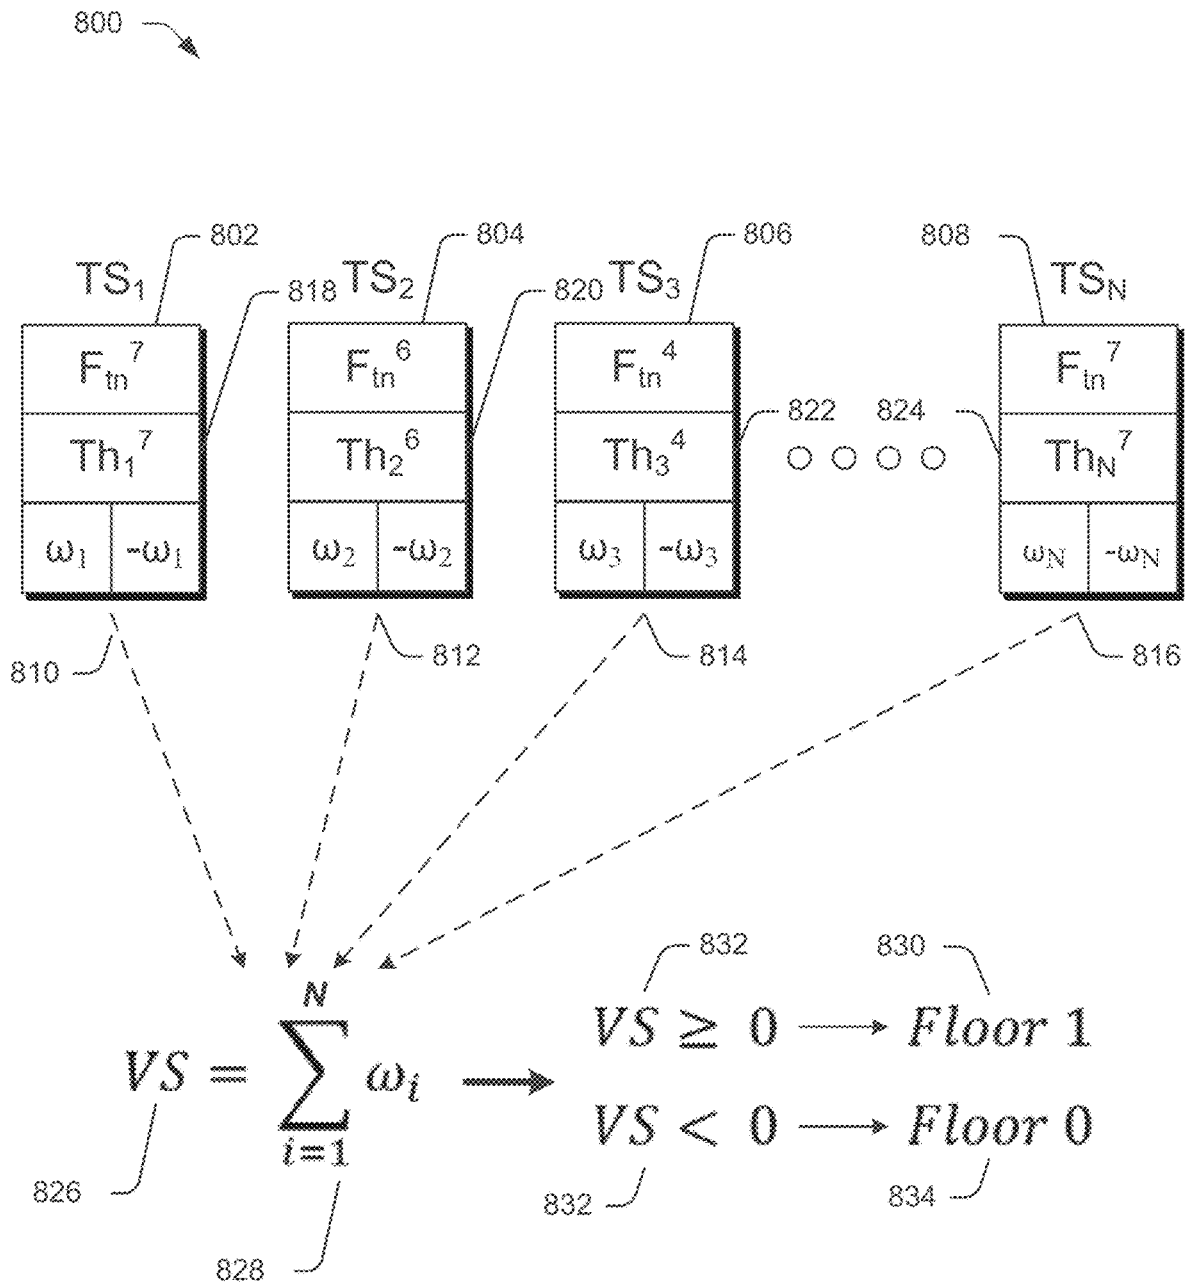 800
802 804 806 808
TS₁ 818 TS₂ 820 TS₃ TSN
Ftn⁷ Ftn⁶ Ftn⁴ Ftn⁷
822 824
Th₁⁷ Th₂⁶ Th₃⁴ ThN⁷
ω₁ -ω₁ ω₂ -ω₂ ω₃ -ω₃ ωN -ωN
810 812 814 816
832 830
VS ≥ 0 → Floor 1
VS = N ∑ i=1 ωᵢ →
VS < 0 → Floor 0
826 832 834
828